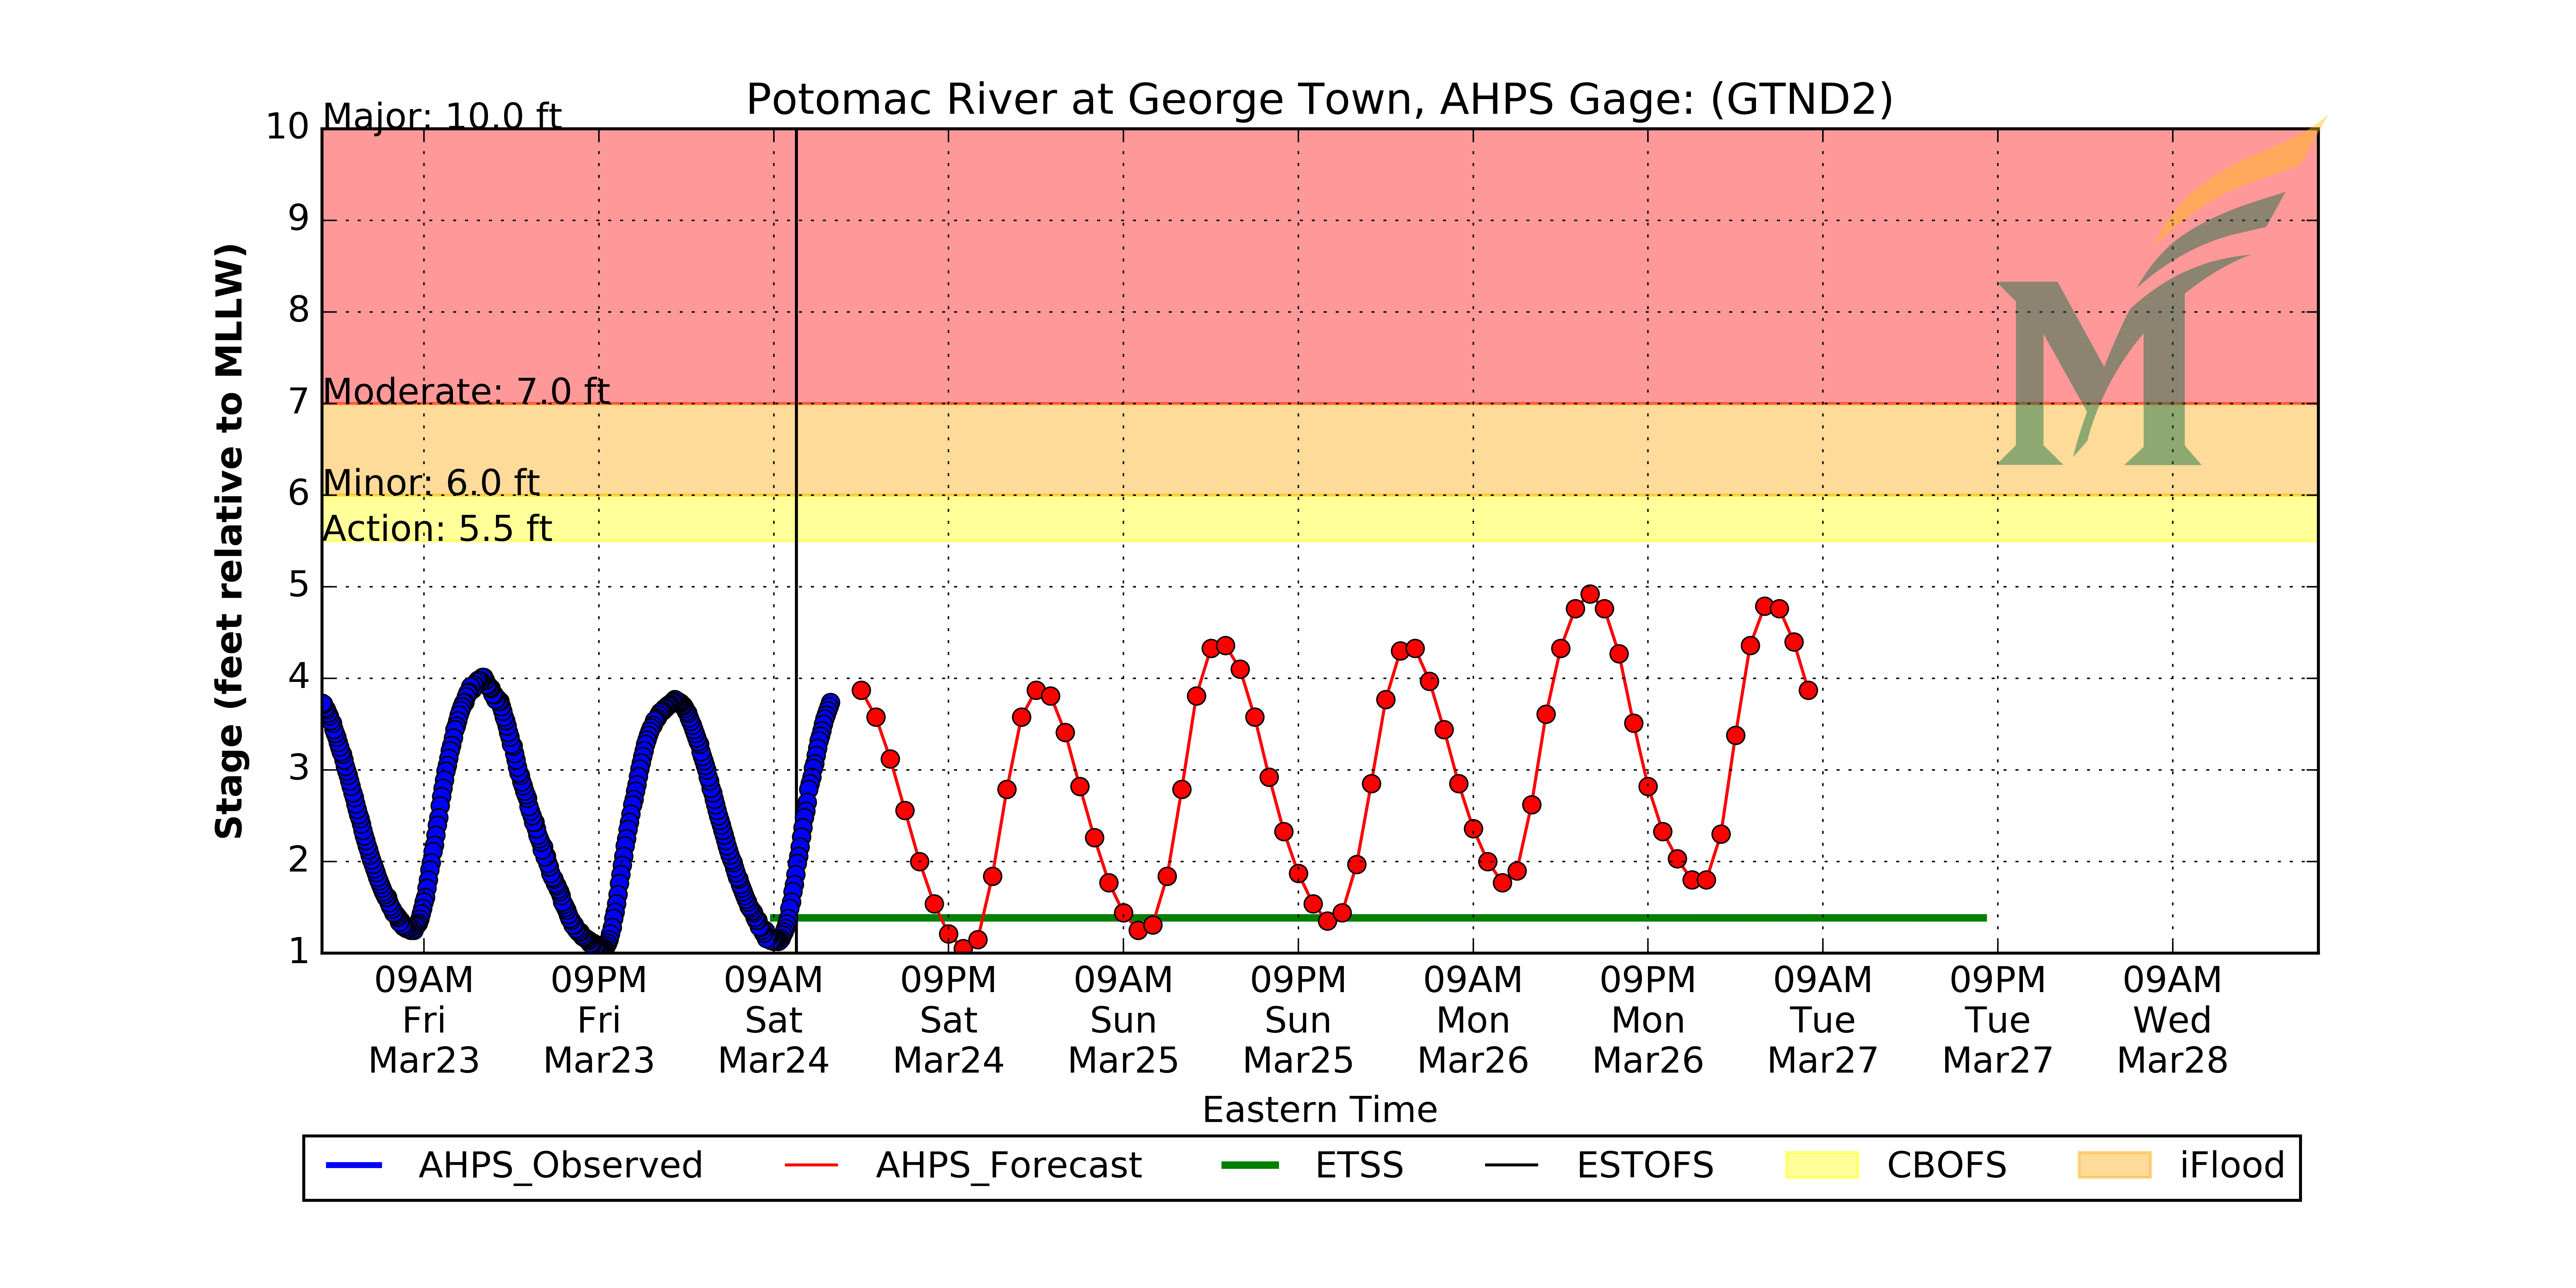 Potomac River at George Town, AHPS Gage: (GTND2)
Major: 10.0 ft
Moderate: 7.0 ft
Minor: 6.0 ft
Action: 5.5 ft
10
9
8
7
6
5
4
3
2
1
Stage (feet relative to MLLW)
09AM 09PM 09AM 09PM 09AM 09PM 09AM 09PM 09AM 09PM 09AM
Fri Fri Sat Sat Sun Sun Mon Mon Tue Tue Wed
Mar23 Mar23 Mar24 Mar24 Mar25 Mar25 Mar26 Mar26 Mar27 Mar27 Mar28
Eastern Time
AHPS_Observed AHPS_Forecast ETSS ESTOFS CBOFS iFlood